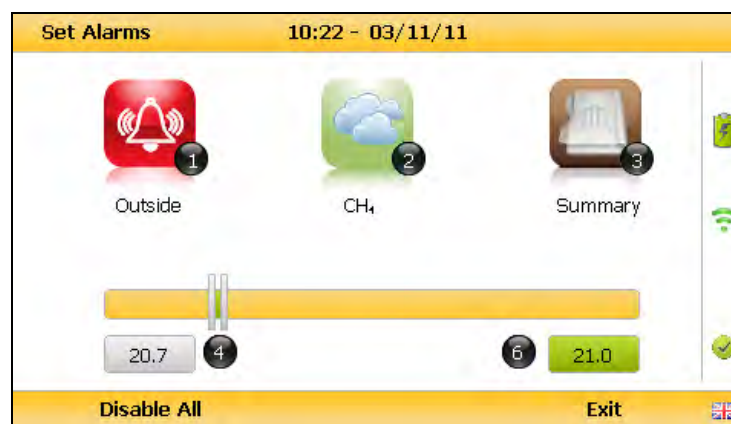 Set Alarms 10:22 - 03/11/11
1 2 3
Outside CH₄ Summary
20.7 4 6 21.0
Disable All Exit